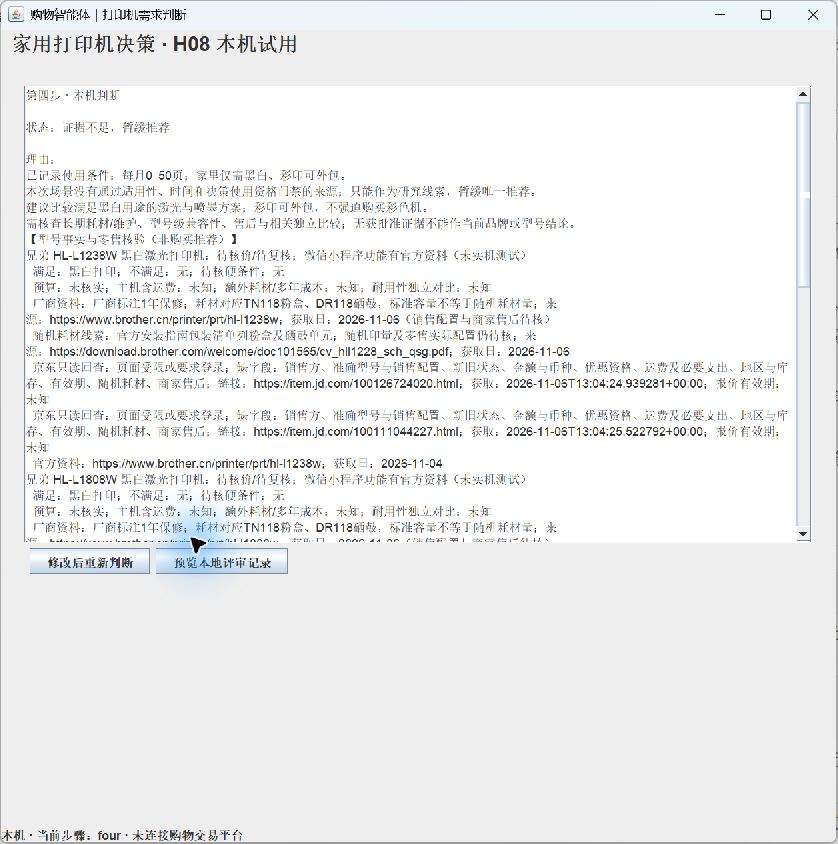 购物智能体 | 打印机需求判断
家用打印机决策 · H08 本机试用
第四步 · 本机判断
状态：证据不足，暂缓推荐
理由：
已记录使用条件：每月0–50页；家里仅需黑白、彩印可外包。
本次场景没有通过适用性、时间和决策使用资格门禁的来源；只能作为研究线索，暂缓唯一推荐。
建议比较满足黑白用途的激光与喷墨方案；彩印可外包，不强迫购买彩色机。
需核查长期耗材/维护、型号级兼容性、售后与相关独立比较；无获批准证据不能作当前品牌或型号结论。
【型号事实与零售核验（非购买推荐）】
兄弟 HL-L1238W 黑白激光打印机：待核价/待复核；微信小程序功能有官方资料（未实机测试）
满足：黑白打印；不满足：无；待核硬条件：无
预算：未核实；主机含运费：未知；额外耗材/多年成本：未知；耐用性独立对比：未知
厂商资料：厂商标注1年保修；耗材对应TN118粉盒、DR118硒鼓，标准容量不等于随机耗材量；来
源：https://www.brother.cn/printer/prt/hl-l1238w；获取日：2026-11-06（销售配置与商家售后待核）
随机耗材线索：官方安装指南包装清单列粉盒及硒鼓单元；随机印量及零售实际配置仍待核；来
源：https://download.brother.com/welcome/doc101565/cv_hll1228_sch_qsg.pdf；获取日：2026-11-06
京东只读回查：页面受限或要求登录；缺字段：销售方、准确型号与销售配置、新旧状态、金额与币种、优惠资格、运费及必要支出、地区与库
存、有效期、随机耗材、商家售后；链接：https://item.jd.com/100126724020.html；获取：2026-11-06T13:04:24.939281+00:00；报价有效期：
未知
京东只读回查：页面受限或要求登录；缺字段：销售方、准确型号与销售配置、新旧状态、金额与币种、优惠资格、运费及必要支出、地区与库
存、有效期、随机耗材、商家售后；链接：https://item.jd.com/100111044227.html；获取：2026-11-06T13:04:25.522792+00:00；报价有效期：
未知
官方资料：https://www.brother.cn/printer/prt/hl-l1238w；获取日：2026-11-04
兄弟 HL-L1808W 黑白激光打印机：待核价/待复核；微信小程序功能有官方资料（未实机测试）
满足：黑白打印；不满足：无；待核硬条件：无
预算：未核实；主机含运费：未知；额外耗材/多年成本：未知；耐用性独立对比：未知
厂商资料：厂商标注1年保修；耗材对应TN118粉盒、DR118硒鼓，标准容量不等于随机耗材量；来
修改后重新判断
预览本地评审记录
本机 · 当前步骤：four · 未连接购物交易平台